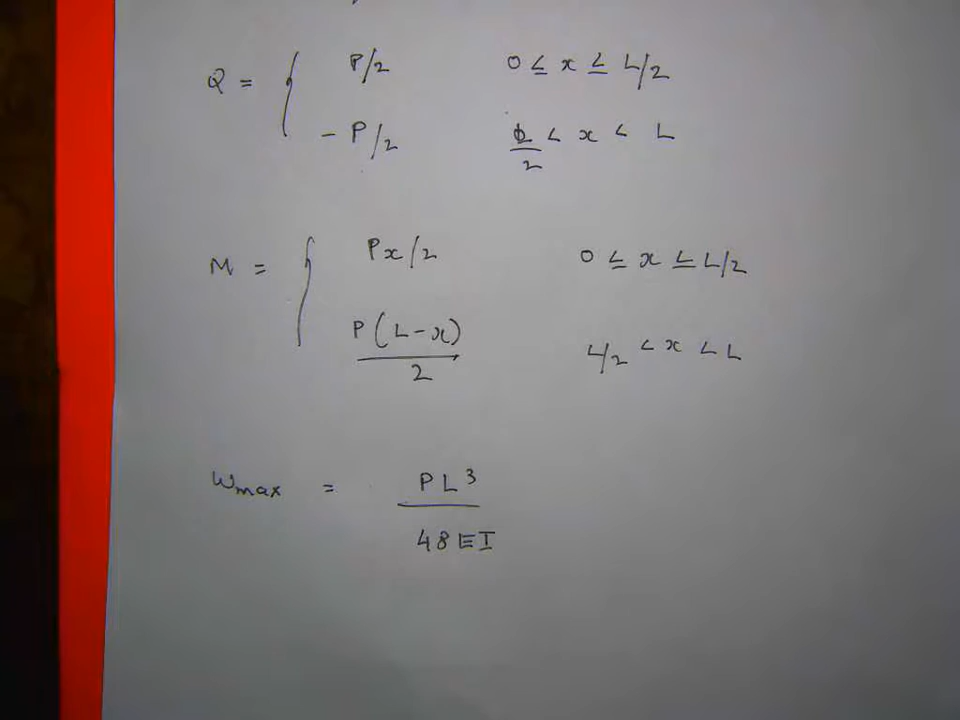 Q = { P/2 0 ≤ x ≤ L/2
- P/2 L/2 < x < L
M = { Px/2 0 ≤ x ≤ L/2
P(L-x)/2 L/2 < x < L
wmax = PL³/48EI